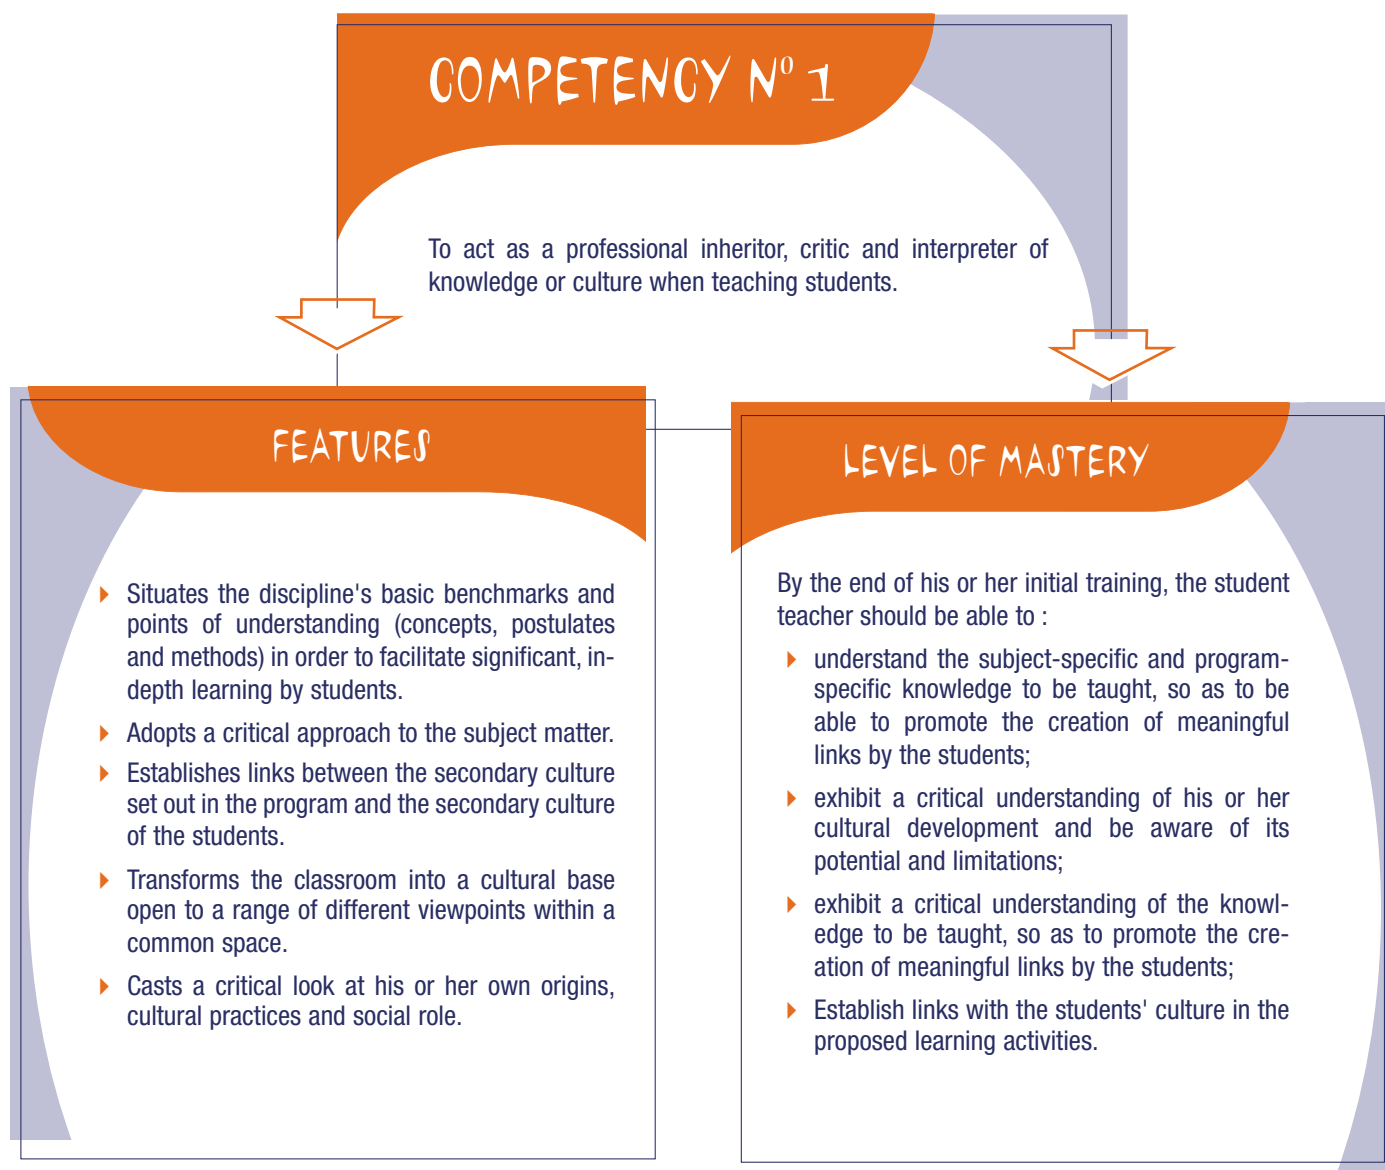 COMPETENCY Nº 1
To act as a professional inheritor, critic and interpreter of
knowledge or culture when teaching students.
FEATURES
Situates the discipline's basic benchmarks and
points of understanding (concepts, postulates
and methods) in order to facilitate significant, in-
depth learning by students.
Adopts a critical approach to the subject matter.
Establishes links between the secondary culture
set out in the program and the secondary culture
of the students.
Transforms the classroom into a cultural base
open to a range of different viewpoints within a
common space.
Casts a critical look at his or her own origins,
cultural practices and social role.
LEVEL OF MASTERY
By the end of his or her initial training, the student
teacher should be able to :
understand the subject-specific and program-
specific knowledge to be taught, so as to be
able to promote the creation of meaningful
links by the students;
exhibit a critical understanding of his or her
cultural development and be aware of its
potential and limitations;
exhibit a critical understanding of the knowl-
edge to be taught, so as to promote the cre-
ation of meaningful links by the students;
Establish links with the students' culture in the
proposed learning activities.